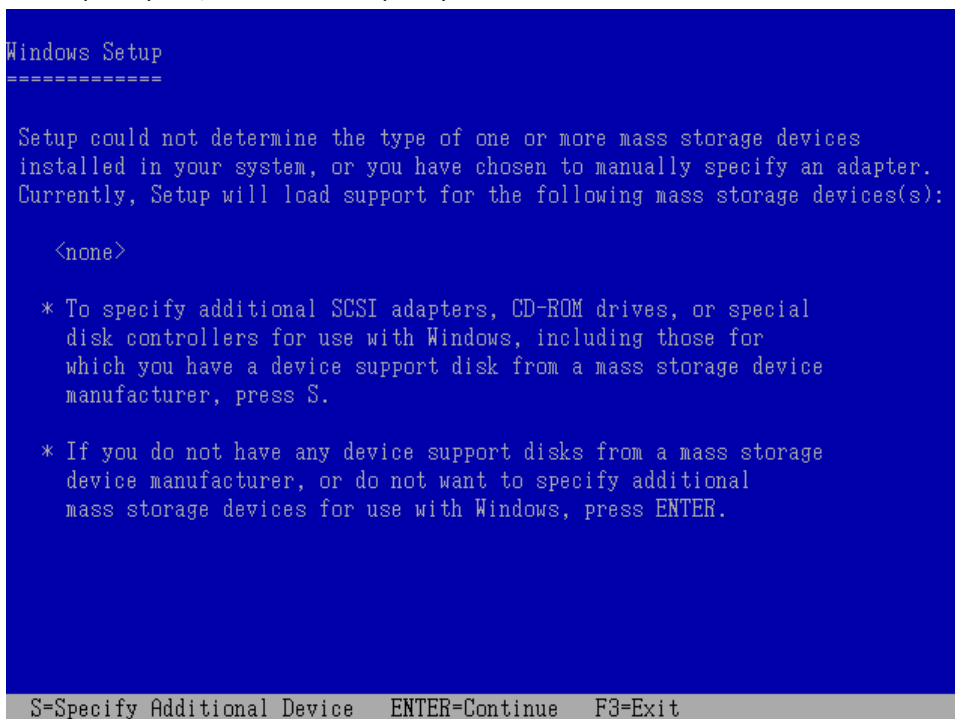 Windows Setup
=============
Setup could not determine the type of one or more mass storage devices
installed in your system, or you have chosen to manually specify an adapter.
Currently, Setup will load support for the following mass storage devices(s):
<none>
* To specify additional SCSI adapters, CD-ROM drives, or special
disk controllers for use with Windows, including those for
which you have a device support disk from a mass storage device
manufacturer, press S.
* If you do not have any device support disks from a mass storage
device manufacturer, or do not want to specify additional
mass storage devices for use with Windows, press ENTER.
S=Specify Additional Device ENTER=Continue F3=Exit